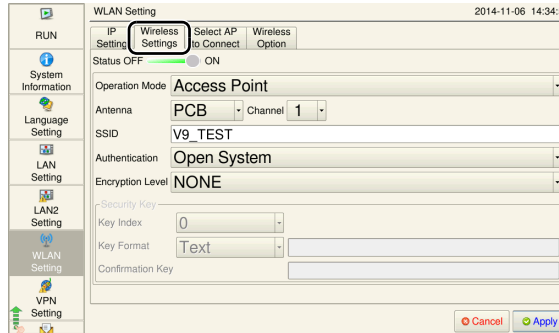 WLAN Setting 2014-11-06 14:34:
RUN
System
Information
Language
Setting
LAN
Setting
LAN2
Setting
WLAN
Setting
VPN
Setting
IP
Setting
Wireless
Settings
Select AP
to Connect
Wireless
Option
Status OFF ON
Operation Mode Access Point
Antenna PCB Channel 1
SSID V9_TEST
Authentication Open System
Encryption Level NONE
Security Key
Key Index 0
Key Format Text
Confirmation Key
Cancel Apply